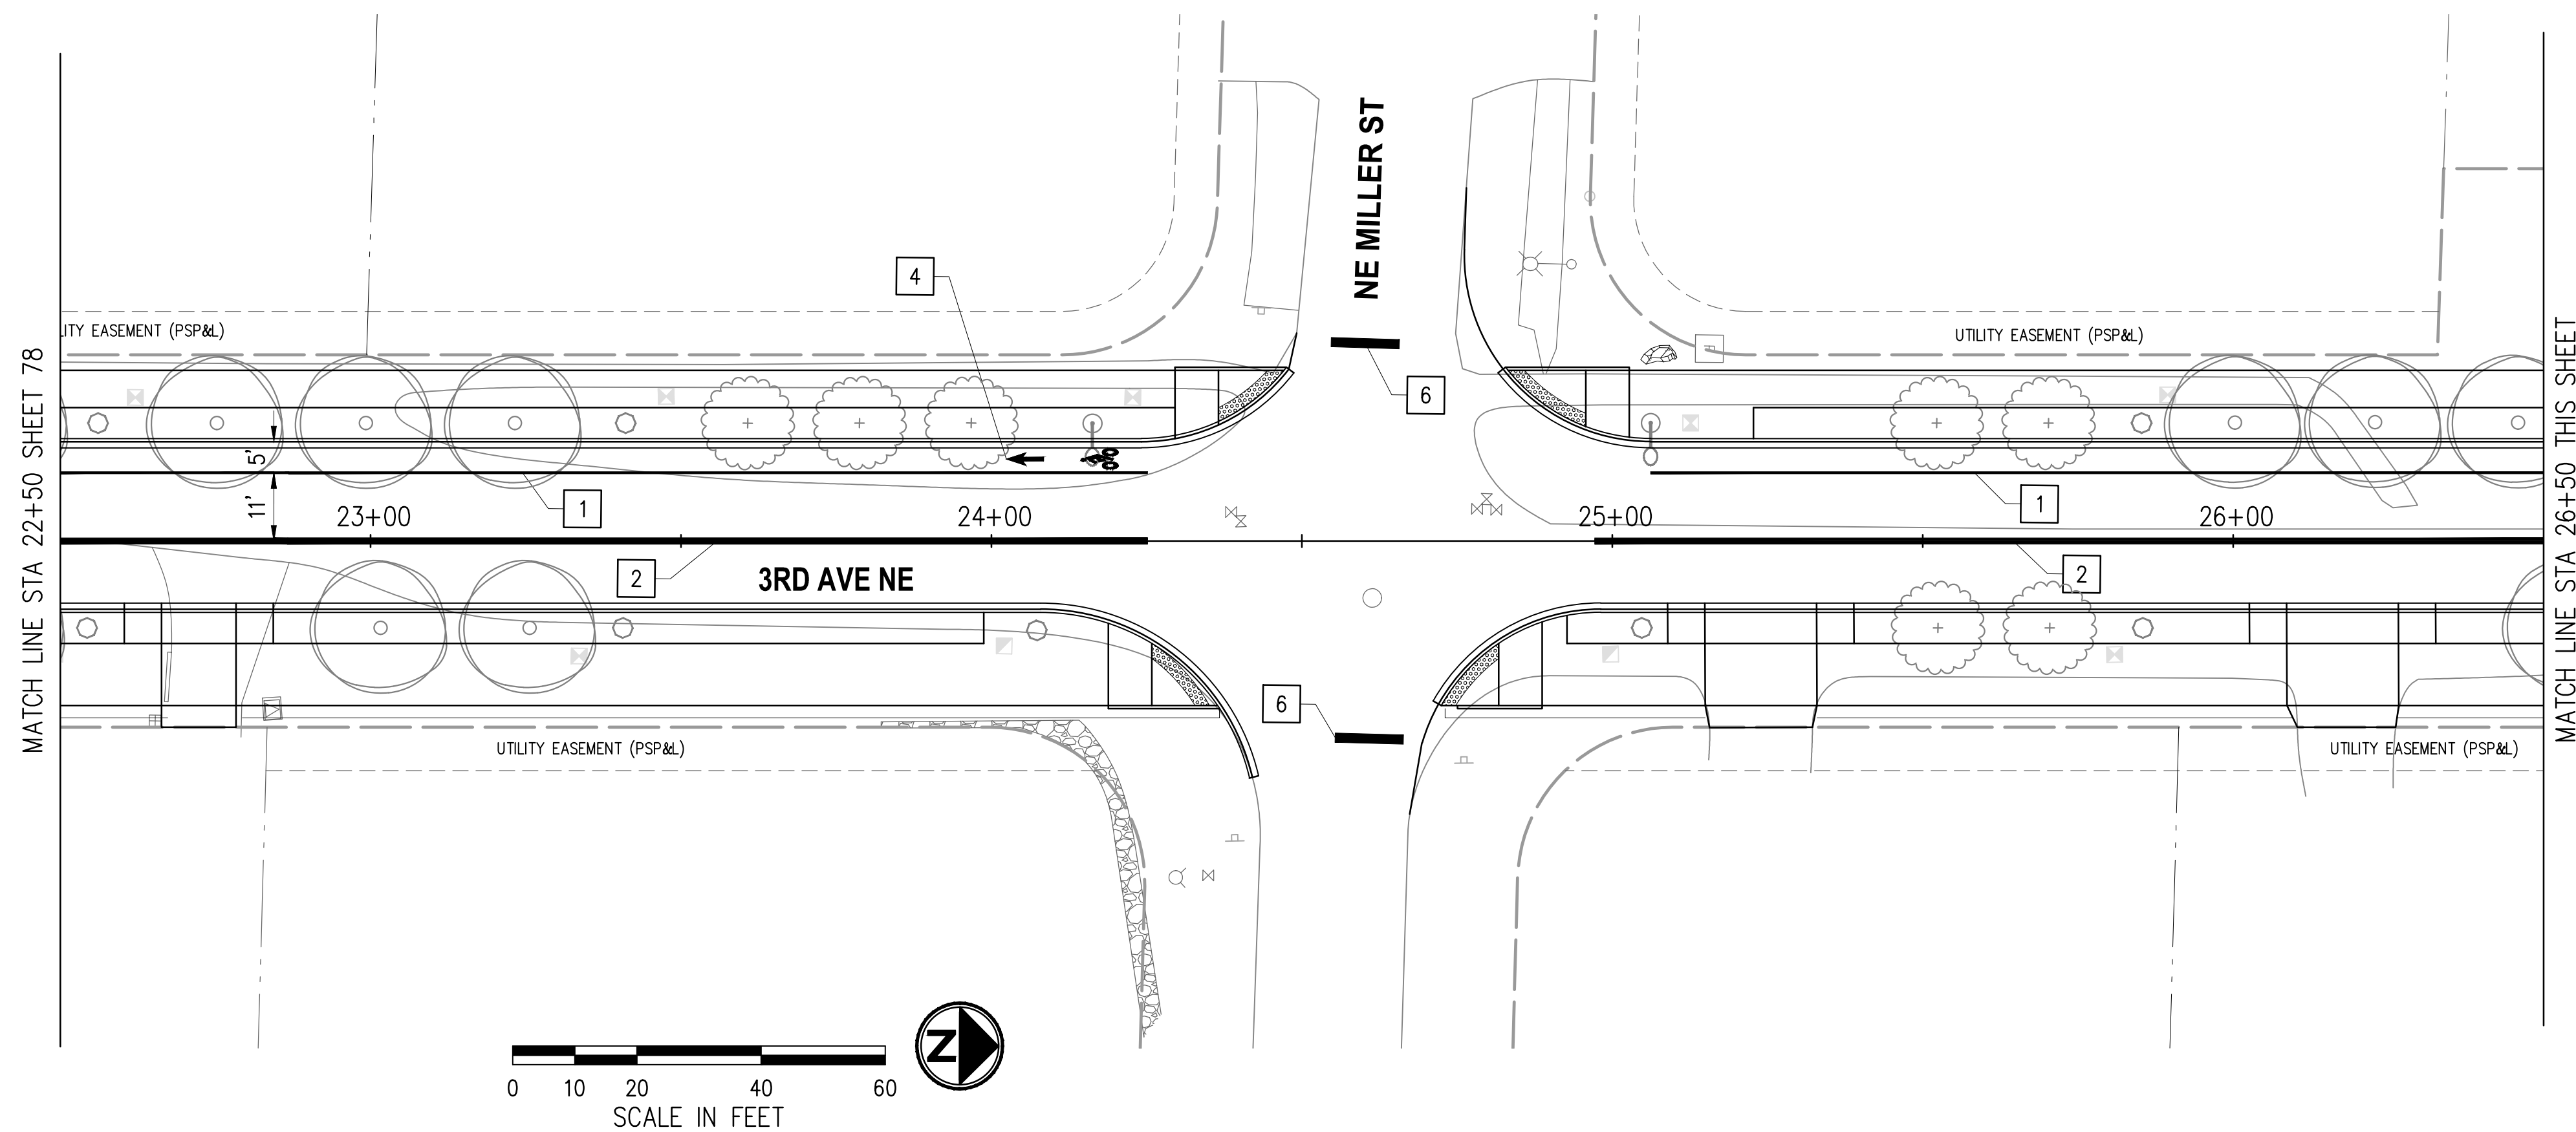 NE MILLER ST
4
LITY EASEMENT (PSP&L)
UTILITY EASEMENT (PSP&L)
6
MATCH LINE STA 22+50 SHEET 78
MATCH LINE STA 26+50 THIS SHEET
5'
11'
1
1
23+00
24+00
25+00
26+00
2
3RD AVE NE
2
6
UTILITY EASEMENT (PSP&L)
UTILITY EASEMENT (PSP&L)
Z
0 10 20 40 60
SCALE IN FEET